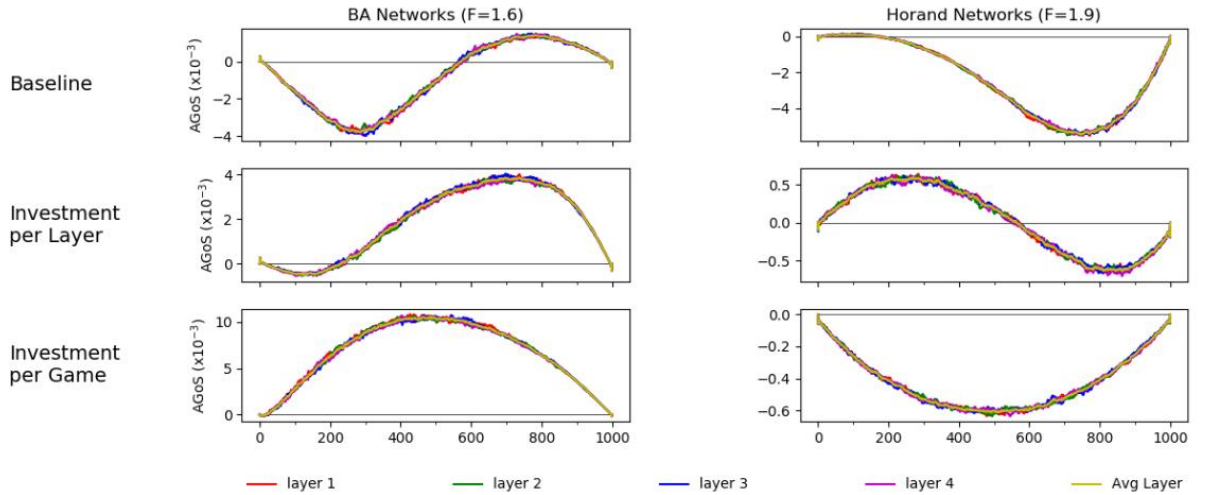 BA Networks (F=1.6)
Horand Networks (F=1.9)
Baseline
AGoS (x10⁻³)
0
−2
−4
0
−2
−4
Investment
per Layer
AGoS (x10⁻³)
4
2
0
0.5
0.0
−0.5
Investment
per Game
AGoS (x10⁻³)
10
5
0
0.0
−0.2
−0.4
−0.6
0 200 400 600 800 1000
0 200 400 600 800 1000
layer 1 layer 2 layer 3 layer 4 Avg Layer